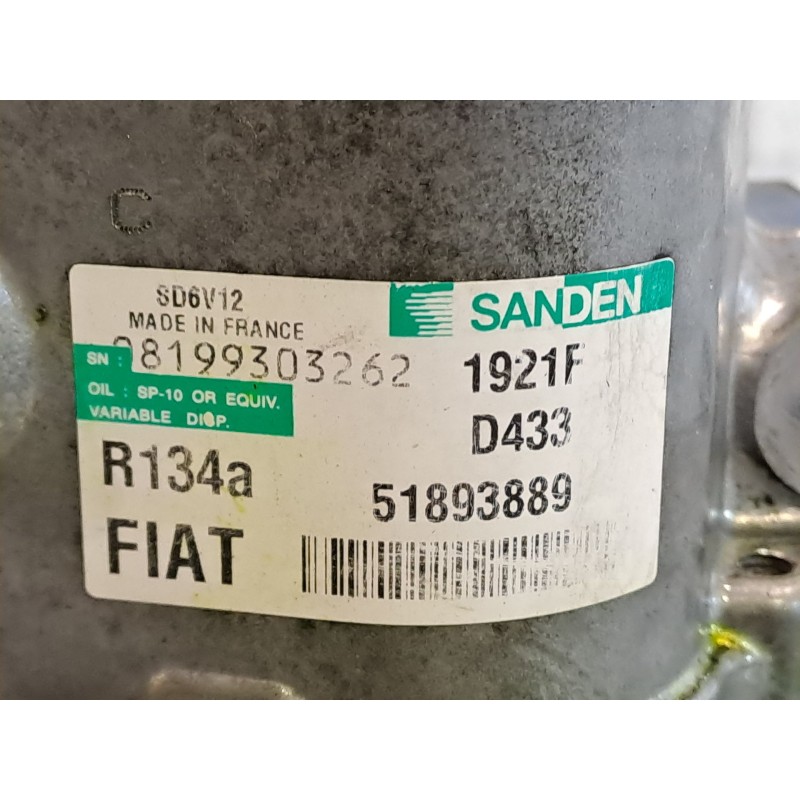 C
SD6V12
MADE IN FRANCE
SANDEN
SN : 08199303262
1921F
OIL : SP-10 OR EQUIV.
VARIABLE DISP.
D433
R134a
51893889
FIAT